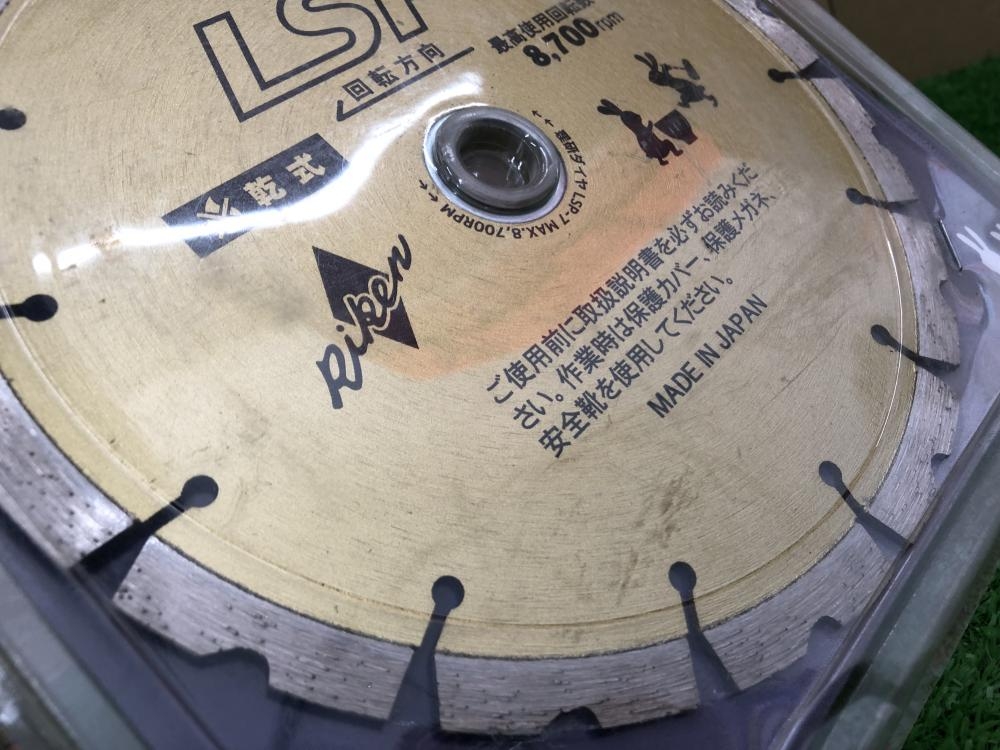 LSP
最高使用回転数
8,700rpm
回転方向
乾式
理研ダイヤ LSP-7 MAX.8,700RPM
Riken
ご使用前に取扱説明書を必ずお読みくだ
さい。作業時は保護カバー、保護メガネ、
安全靴を使用してください。
MADE IN JAPAN